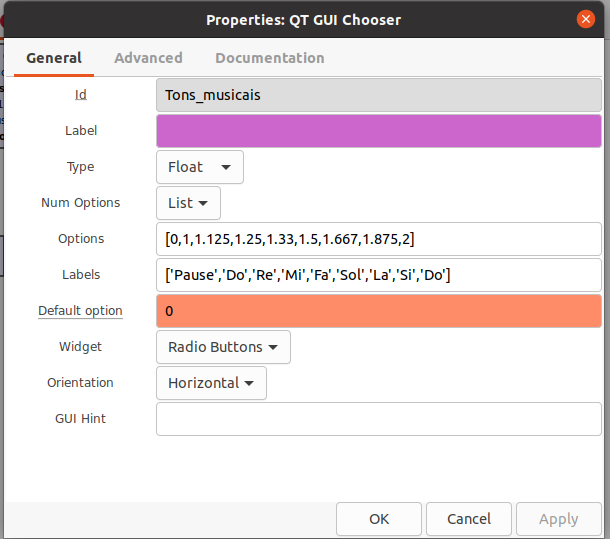 Properties: QT GUI Chooser
General Advanced Documentation
Id Tons_musicais
Label
Type Float
Num Options List
Options [0,1,1.125,1.25,1.33,1.5,1.667,1.875,2]
Labels ['Pause','Do','Re','Mi','Fa','Sol','La','Si','Do']
Default option 0
Widget Radio Buttons
Orientation Horizontal
GUI Hint
OK Cancel Apply